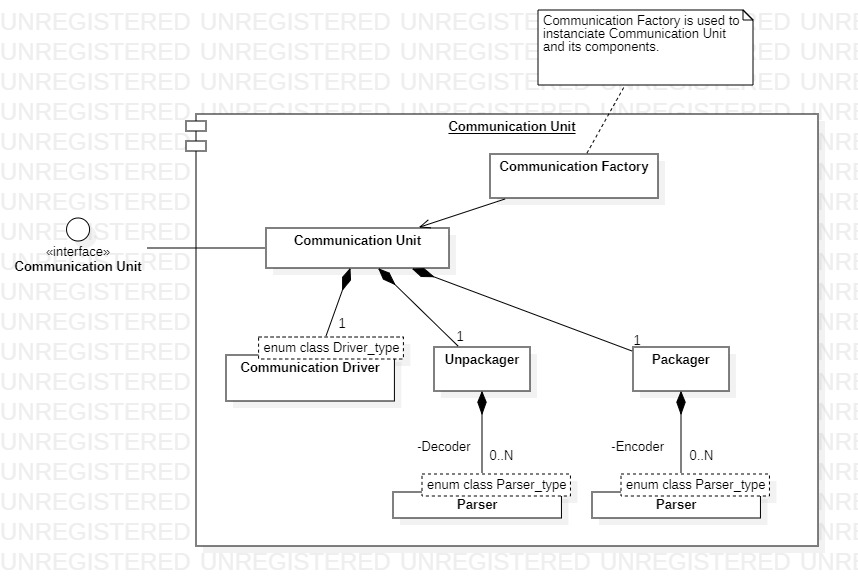 UNREGISTERED UNREGISTERED UNREGISTERED UNREGISTERED UNRE
Communication Factory is used to
instanciate Communication Unit
and its components.
Communication Unit
Communication Factory
«interface»
Communication Unit
Communication Unit
1
1
1
enum class Driver_type
Communication Driver
Unpackager
Packager
-Decoder
0..N
-Encoder
0..N
enum class Parser_type
Parser
enum class Parser_type
Parser